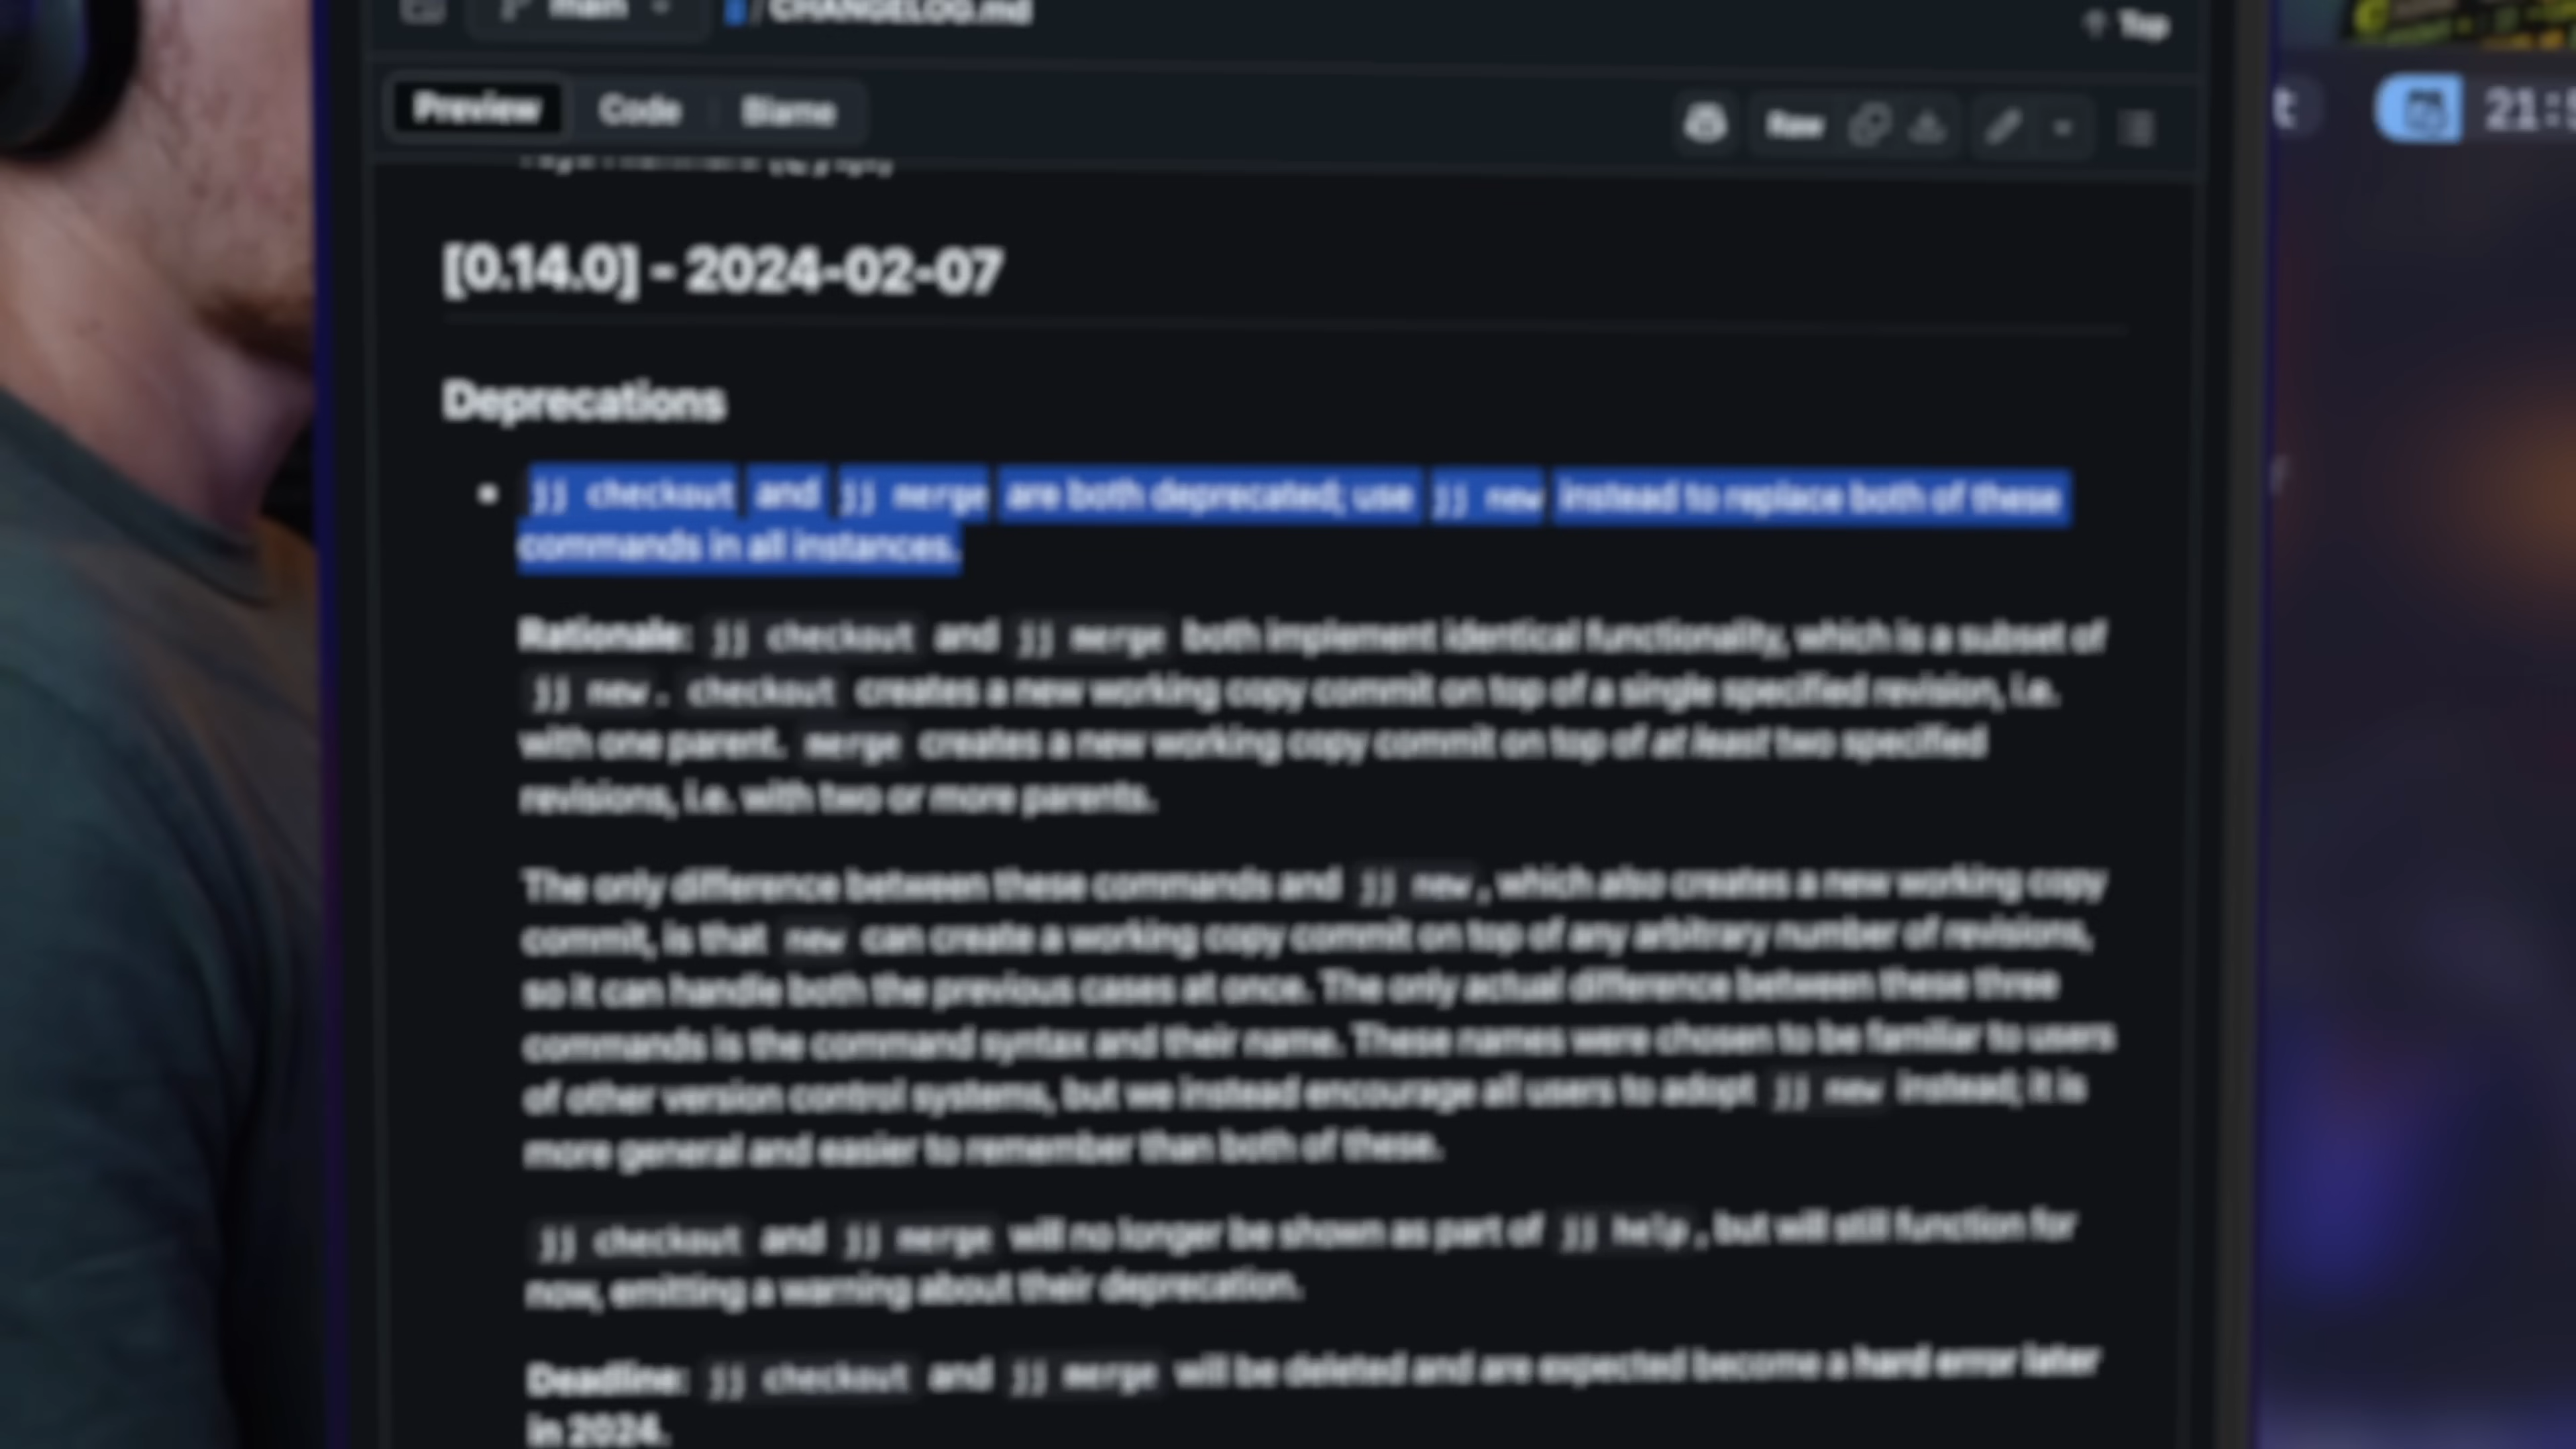 main
/ CHANGELOG.md
Top
Preview Code Blame
Raw
21:
[0.14.0] - 2024-02-07
Deprecations
jj checkout and jj merge are both deprecated; use jj new instead to replace both of these
commands in all instances.
Rationale: jj checkout and jj merge both implement identical functionality, which is a subset of
jj new. checkout creates a new working copy commit on top of a single specified revision, i.e.
with one parent. merge creates a new working copy commit on top of at least two specified
revisions, i.e. with two or more parents.
The only difference between these commands and jj new, which also creates a new working copy
commit, is that new can create a working copy commit on top of any arbitrary number of revisions,
so it can handle both the previous cases at once. The only actual difference between these three
commands is the command syntax and their name. These names were chosen to be familiar to users
of other version control systems, but we instead encourage all users to adopt jj new instead; it is
more general and easier to remember than both of these.
jj checkout and jj merge will no longer be shown as part of jj help, but will still function for
now, emitting a warning about their deprecation.
Deadline: jj checkout and jj merge will be deleted and are expected become a hard error later
in 2024.